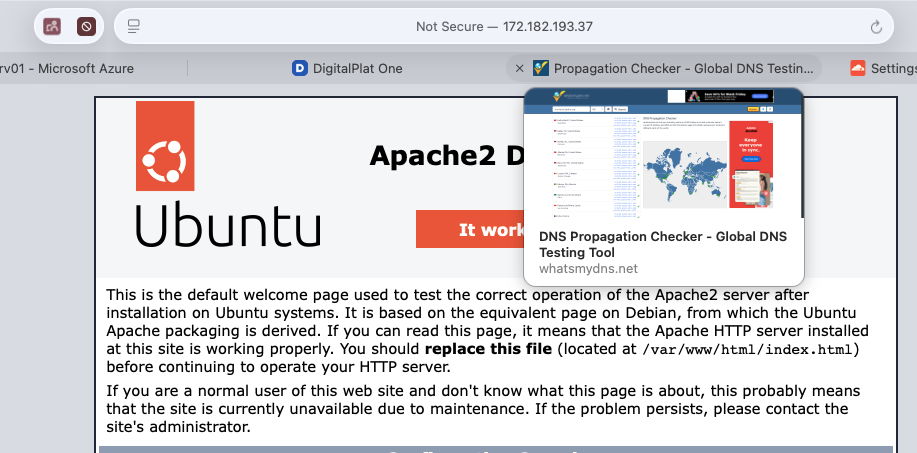 Not Secure — 172.182.193.37
rv01 - Microsoft Azure
DigitalPlat One
Propagation Checker - Global DNS Testin...
Settings
Apache2 D
Ubuntu
It work
DNS Propagation Checker - Global DNS
Testing Tool
whatsmydns.net
This is the default welcome page used to test the correct operation of the Apache2 server after
installation on Ubuntu systems. It is based on the equivalent page on Debian, from which the Ubuntu
Apache packaging is derived. If you can read this page, it means that the Apache HTTP server installed
at this site is working properly. You should replace this file (located at /var/www/html/index.html)
before continuing to operate your HTTP server.
If you are a normal user of this web site and don't know what this page is about, this probably means
that the site is currently unavailable due to maintenance. If the problem persists, please contact the
site's administrator.